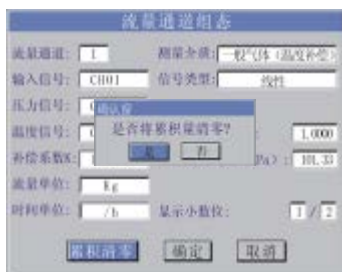 流量通道组态
流量通道: 1 测量介质: 一般气体(温度补偿)
输入信号: CH01 信号类型: 线性
压力信号: C
确认窗
温度信号: C 是否将累积量清零? : 1.0000
补偿系数K: 1 是 否 Pa): 101.33
流量单位: Kg
时间单位: /h 显示小数位: 1 / 2
累积清零 确定 取消